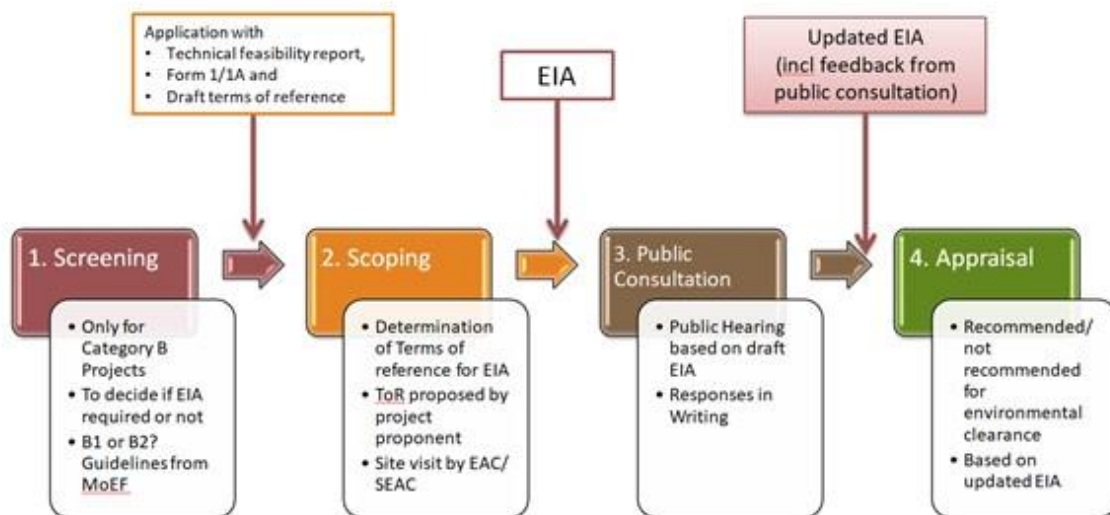 Application with
• Technical feasibility report,
• Form 1/1A and
• Draft terms of reference
EIA
Updated EIA
(incl feedback from
public consultation)
1. Screening
• Only for
Category B
Projects
• To decide if EIA
required or not
• B1 or B2?
Guidelines from
MoEF
2. Scoping
• Determination
of Terms of
reference for EIA
• ToR proposed by
project
proponent
• Site visit by EAC/
SEAC
3. Public
Consultation
• Public Hearing
based on draft
EIA
• Responses in
Writing
4. Appraisal
• Recommended/
not
recommended
for
environmental
clearance
• Based on
updated EIA